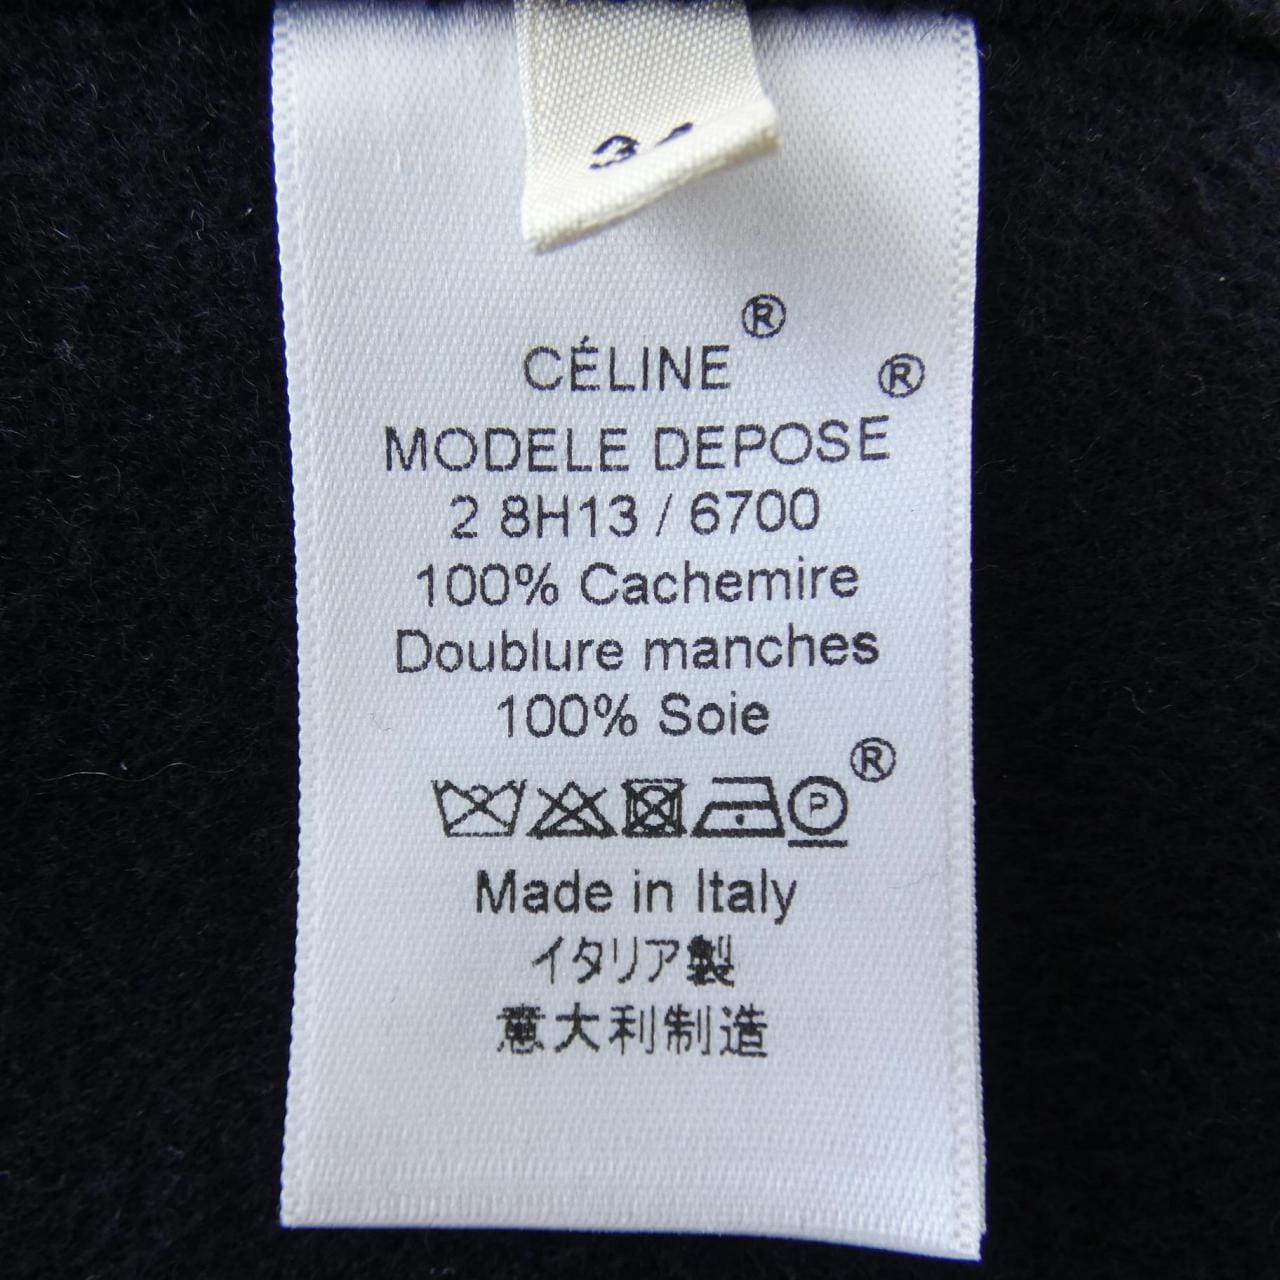 CÉLINE®
MODELE DEPOSE®
2 8H13 / 6700
100% Cachemire
Doublure manches
100% Soie
P ®
Made in Italy
イタリア製
意大利制造